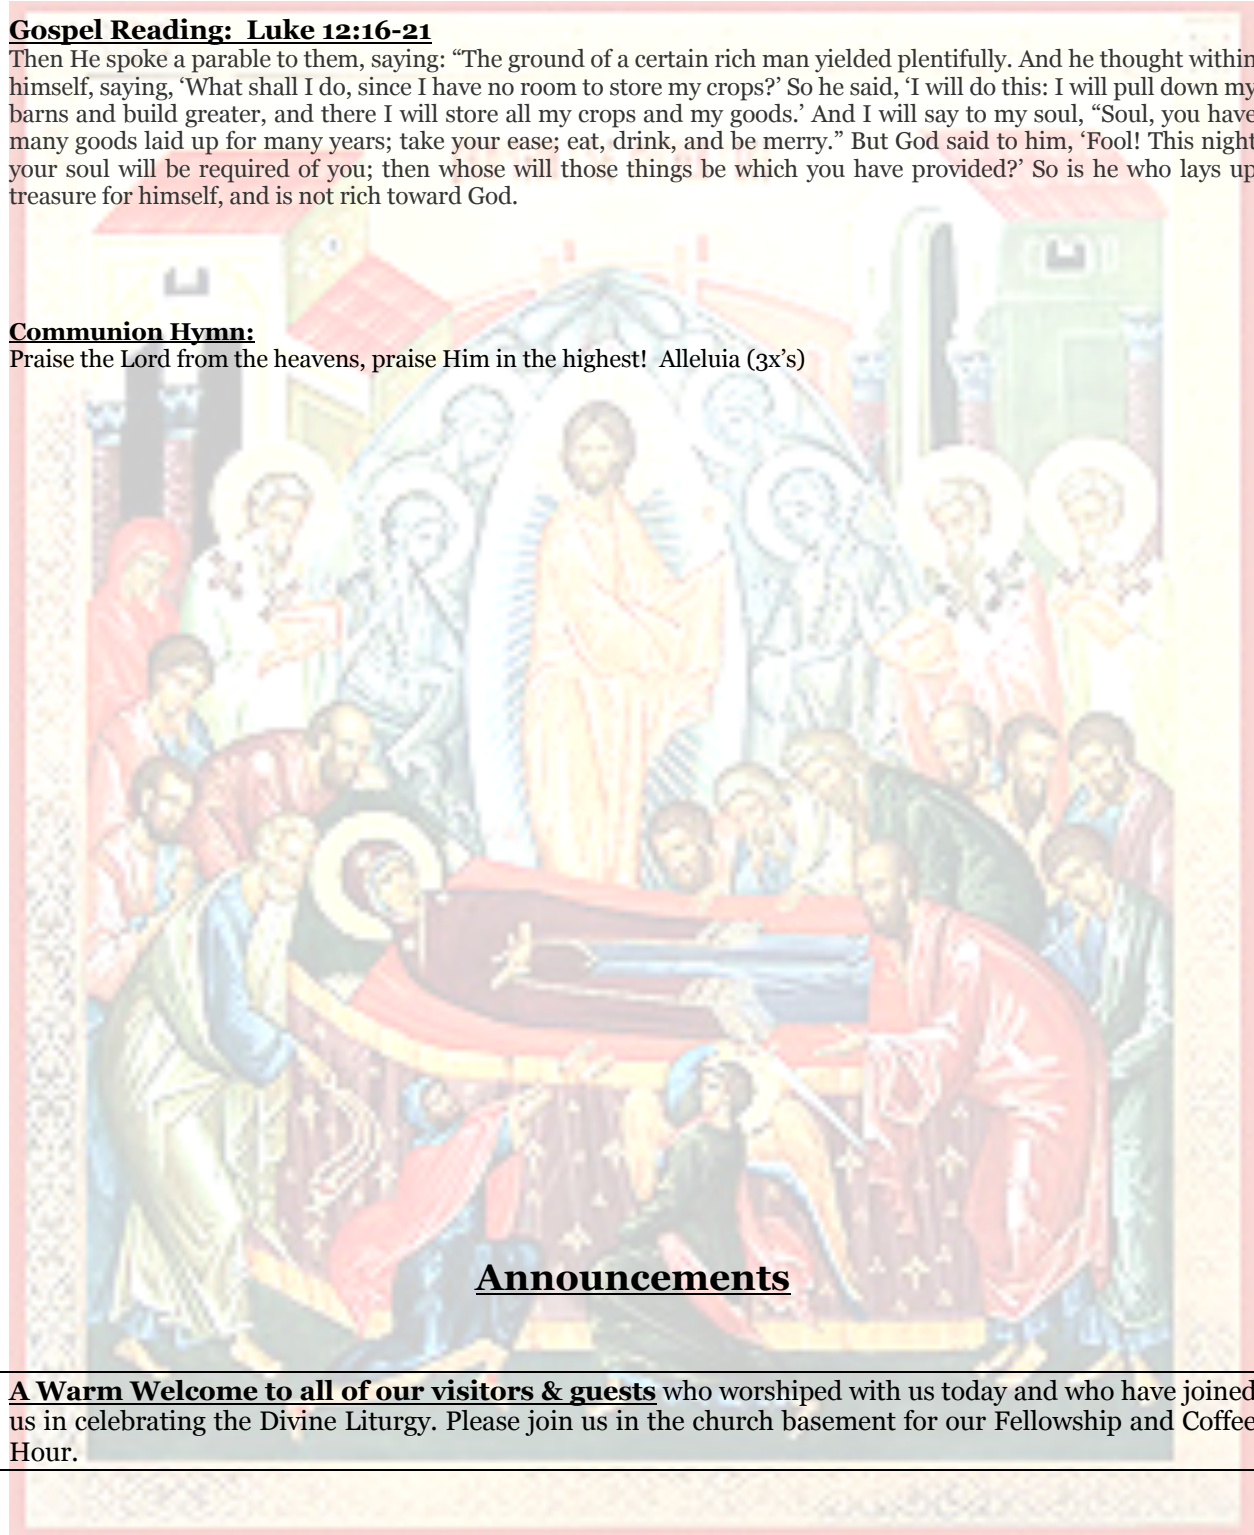 Gospel Reading:  Luke 12:16-21
Then He spoke a parable to them, saying: “The ground of a certain rich man yielded plentifully. And he thought within
himself, saying, ‘What shall I do, since I have no room to store my crops?’ So he said, ‘I will do this: I will pull down my
barns and build greater, and there I will store all my crops and my goods.’ And I will say to my soul, “Soul, you have
many goods laid up for many years; take your ease; eat, drink, and be merry.” But God said to him, ‘Fool! This night
your soul will be required of you; then whose will those things be which you have provided?’ So is he who lays up
treasure for himself, and is not rich toward God.
Communion Hymn:
Praise the Lord from the heavens, praise Him in the highest!  Alleluia (3x’s)
Announcements
A Warm Welcome to all of our visitors & guests who worshiped with us today and who have joined
us in celebrating the Divine Liturgy. Please join us in the church basement for our Fellowship and Coffee
Hour.